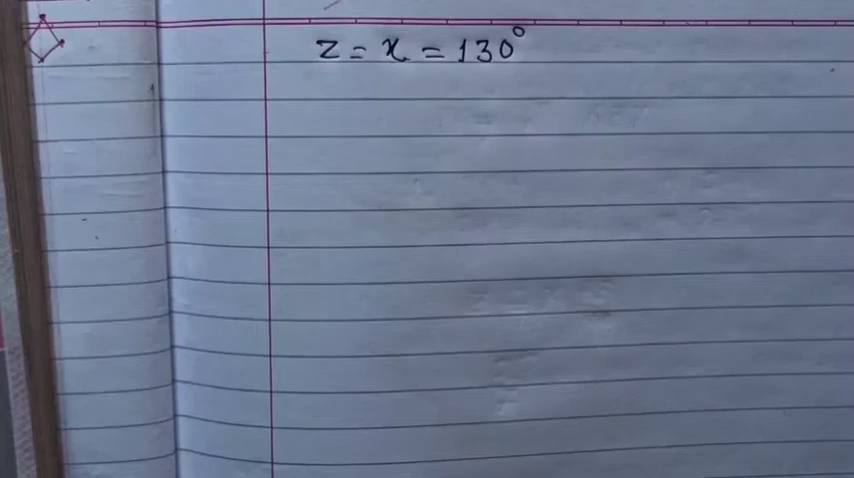 z = x = 130°